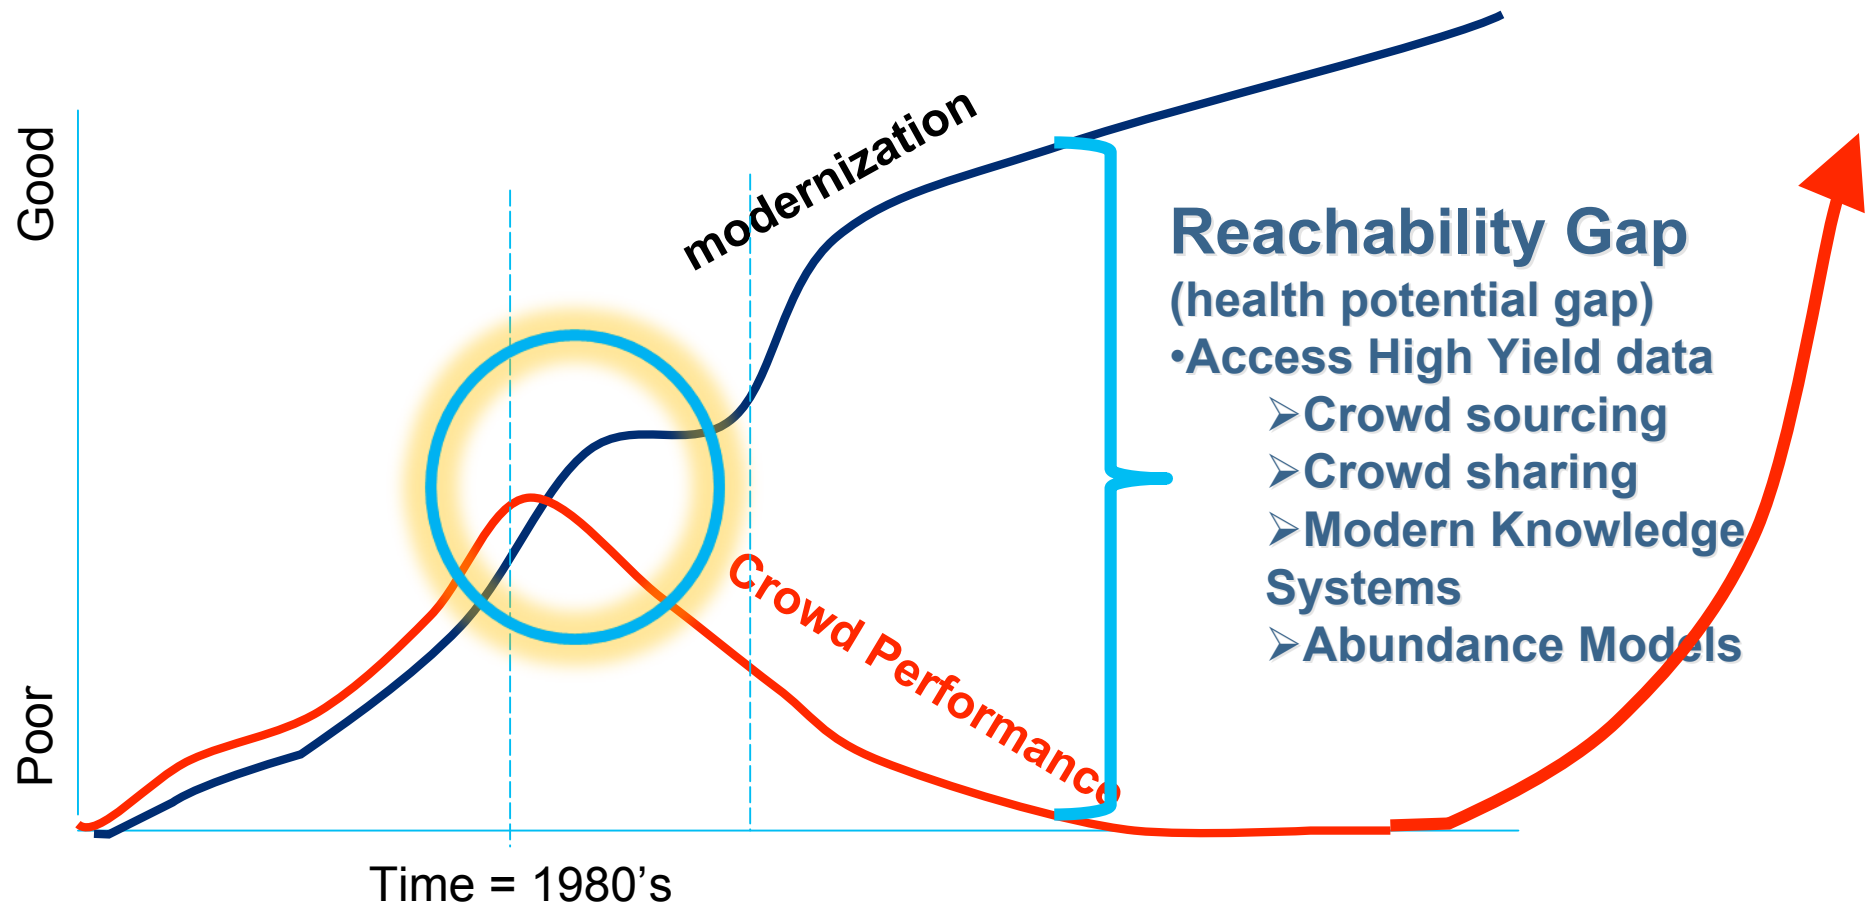 Good
Poor
modernization
Crowd Performance
Reachability Gap
(health potential gap)
•Access High Yield data
➢Crowd sourcing
➢Crowd sharing
➢Modern Knowledge
Systems
➢Abundance Models
Time = 1980’s